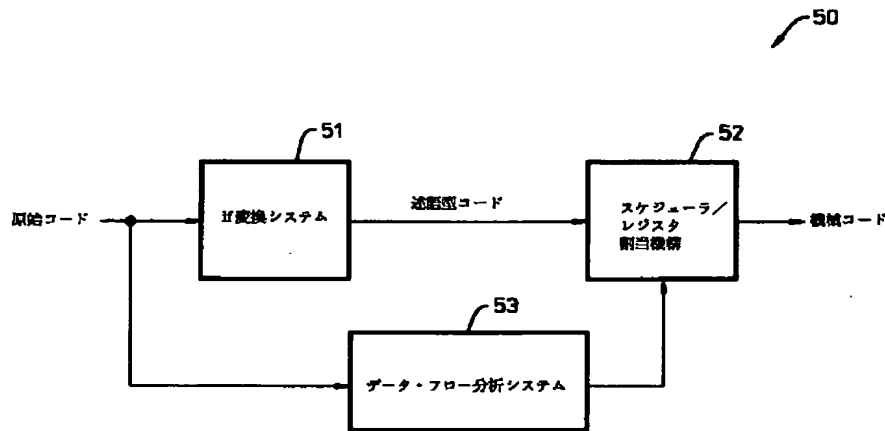 50
51
52
原始コード
if変換システム
述語型コード
スケジューラ／
レジスタ
割当機構
機械コード
53
データ・フロー分析システム